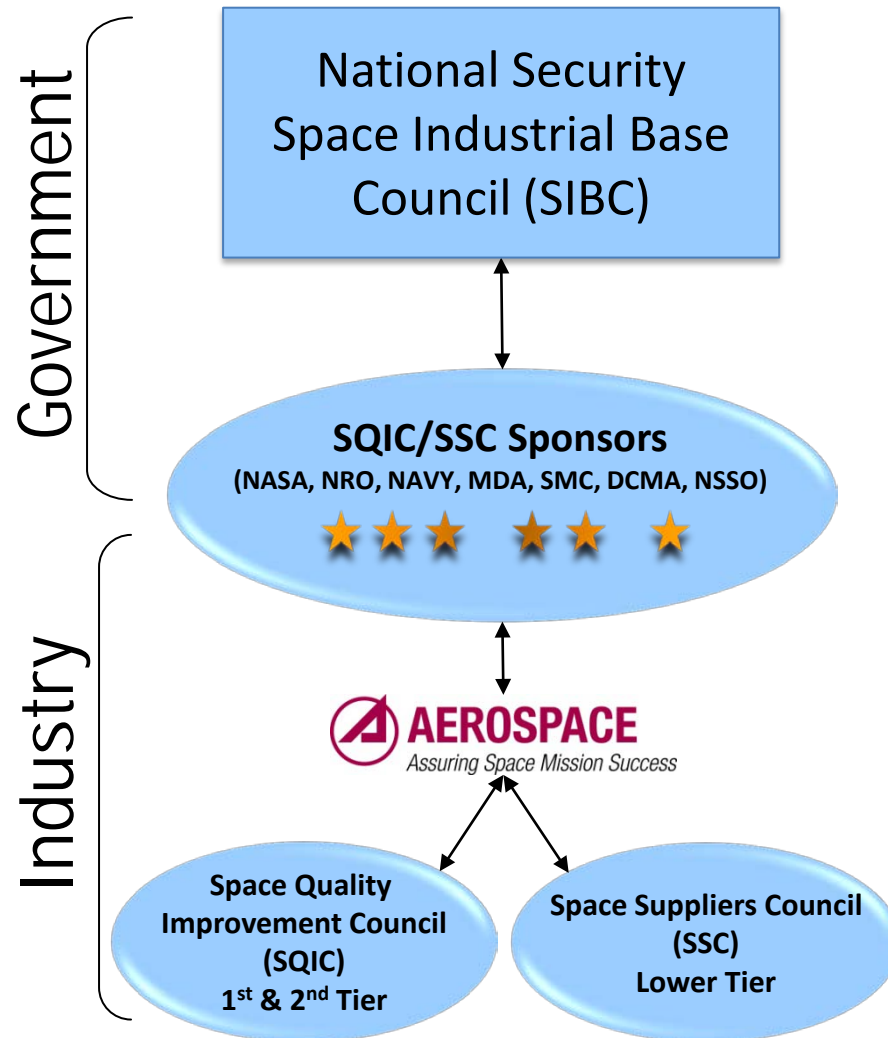 Government
National Security
Space Industrial Base
Council (SIBC)
SQIC/SSC Sponsors
(NASA, NRO, NAVY, MDA, SMC, DCMA, NSSO)
Industry
AEROSPACE
Assuring Space Mission Success
Space Quality
Improvement Council
(SQIC)
1st & 2nd Tier
Space Suppliers Council
(SSC)
Lower Tier